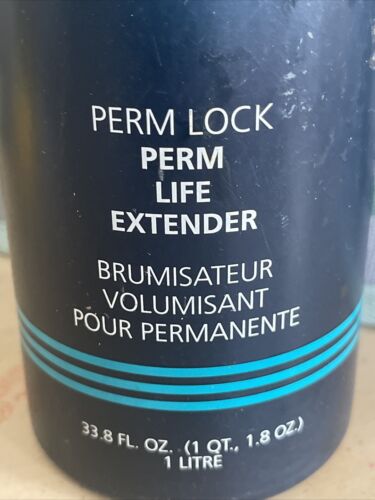 PERM LOCK
PERM
LIFE
EXTENDER
BRUMISATEUR
VOLUMISANT
POUR PERMANENTE
33.8 FL. OZ. (1 QT., 1.8 OZ.)
1 LITRE